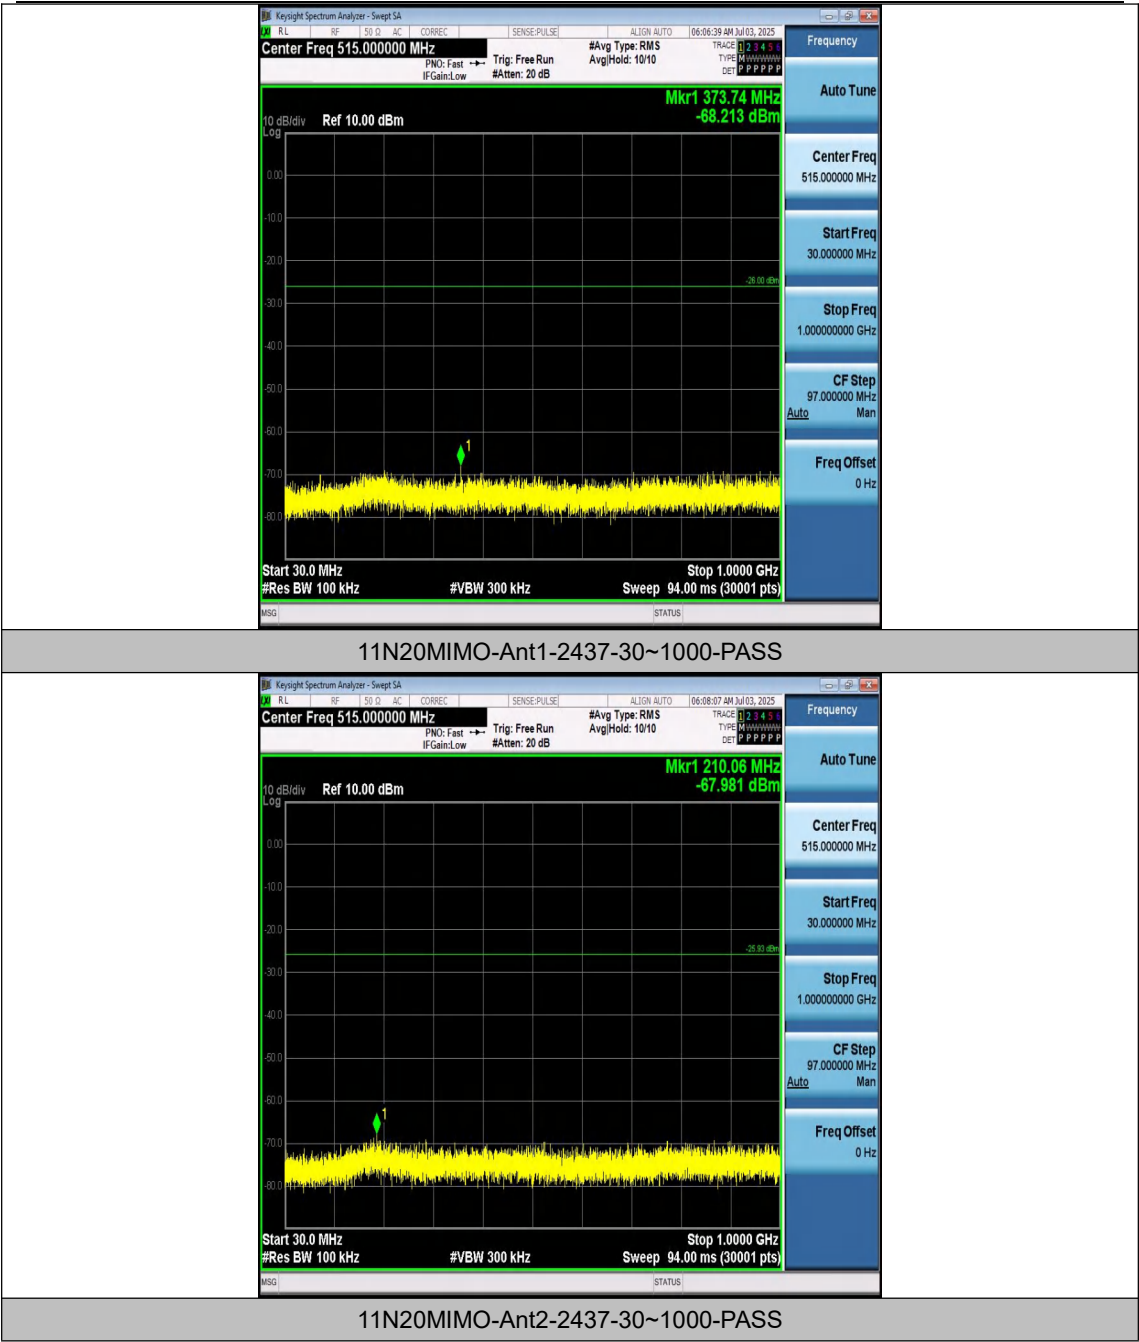 Keysight Spectrum Analyzer - Swept SA
RL RF 50 Ω AC CORREC SENSE:PULSE ALIGN AUTO 06:06:39 AM Jul 03, 2025
Center Freq 515.000000 MHz
PNO: Fast
IFGain:Low
Trig: Free Run
#Atten: 20 dB
#Avg Type: RMS
Avg|Hold: 10/10
TRACE 1 2 3 4 5 6
TYPE M WWWWW
DET P P P P P P
Mkr1 373.74 MHz
-68.213 dBm
10 dB/div Ref 10.00 dBm
Log
0.00
-10.0
-20.0
-26.00 dBm
-30.0
-40.0
-50.0
-60.0
1
-70.0
-80.0
Start 30.0 MHz Stop 1.0000 GHz
#Res BW 100 kHz #VBW 300 kHz Sweep 94.00 ms (30001 pts)
MSG STATUS
Frequency
Auto Tune
Center Freq
515.000000 MHz
Start Freq
30.000000 MHz
Stop Freq
1.000000000 GHz
CF Step
97.000000 MHz
Auto Man
Freq Offset
0 Hz
11N20MIMO-Ant1-2437-30~1000-PASS
Keysight Spectrum Analyzer - Swept SA
RL RF 50 Ω AC CORREC SENSE:PULSE ALIGN AUTO 06:08:07 AM Jul 03, 2025
Center Freq 515.000000 MHz
PNO: Fast
IFGain:Low
Trig: Free Run
#Atten: 20 dB
#Avg Type: RMS
Avg|Hold: 10/10
TRACE 1 2 3 4 5 6
TYPE M WWWWW
DET P P P P P P
Mkr1 210.06 MHz
-67.981 dBm
10 dB/div Ref 10.00 dBm
Log
0.00
-10.0
-20.0
-25.93 dBm
-30.0
-40.0
-50.0
-60.0
1
-70.0
-80.0
Start 30.0 MHz Stop 1.0000 GHz
#Res BW 100 kHz #VBW 300 kHz Sweep 94.00 ms (30001 pts)
MSG STATUS
Frequency
Auto Tune
Center Freq
515.000000 MHz
Start Freq
30.000000 MHz
Stop Freq
1.000000000 GHz
CF Step
97.000000 MHz
Auto Man
Freq Offset
0 Hz
11N20MIMO-Ant2-2437-30~1000-PASS